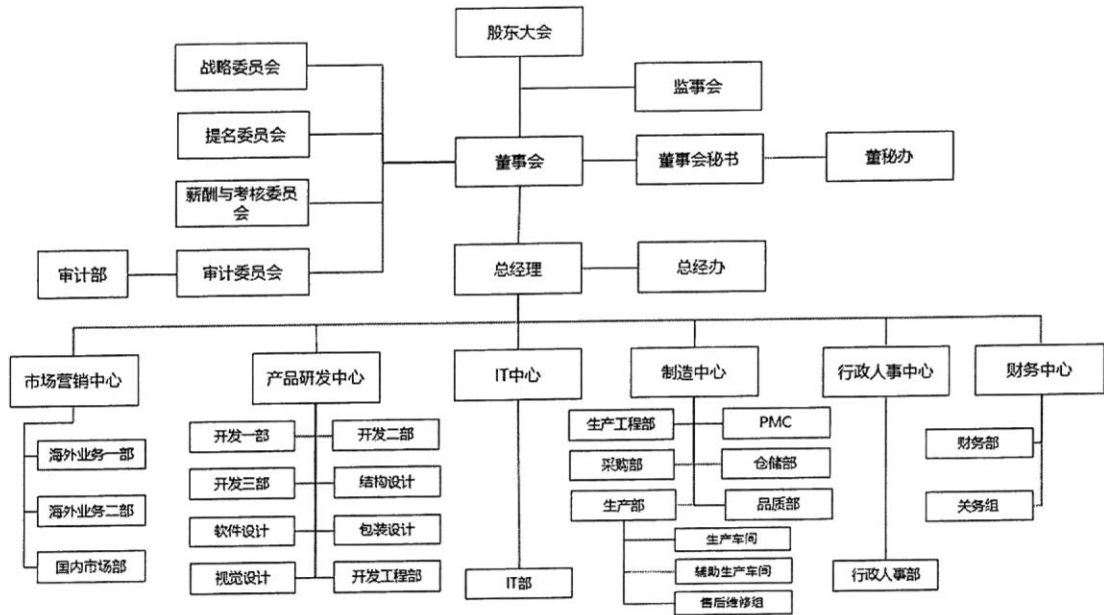 股东大会
战略委员会
监事会
提名委员会
董事会
董事会秘书
董秘办
薪酬与考核委员
会
审计部
审计委员会
总经理
总经办
市场营销中心
产品研发中心
IT中心
制造中心
行政人事中心
财务中心
海外业务一部
海外业务二部
国内市场部
开发一部
开发二部
开发三部
结构设计
软件设计
包装设计
视觉设计
开发工程部
IT部
生产工程部
PMC
采购部
仓储部
生产部
品质部
生产车间
辅助生产车间
售后维修组
行政人事部
财务部
关务组